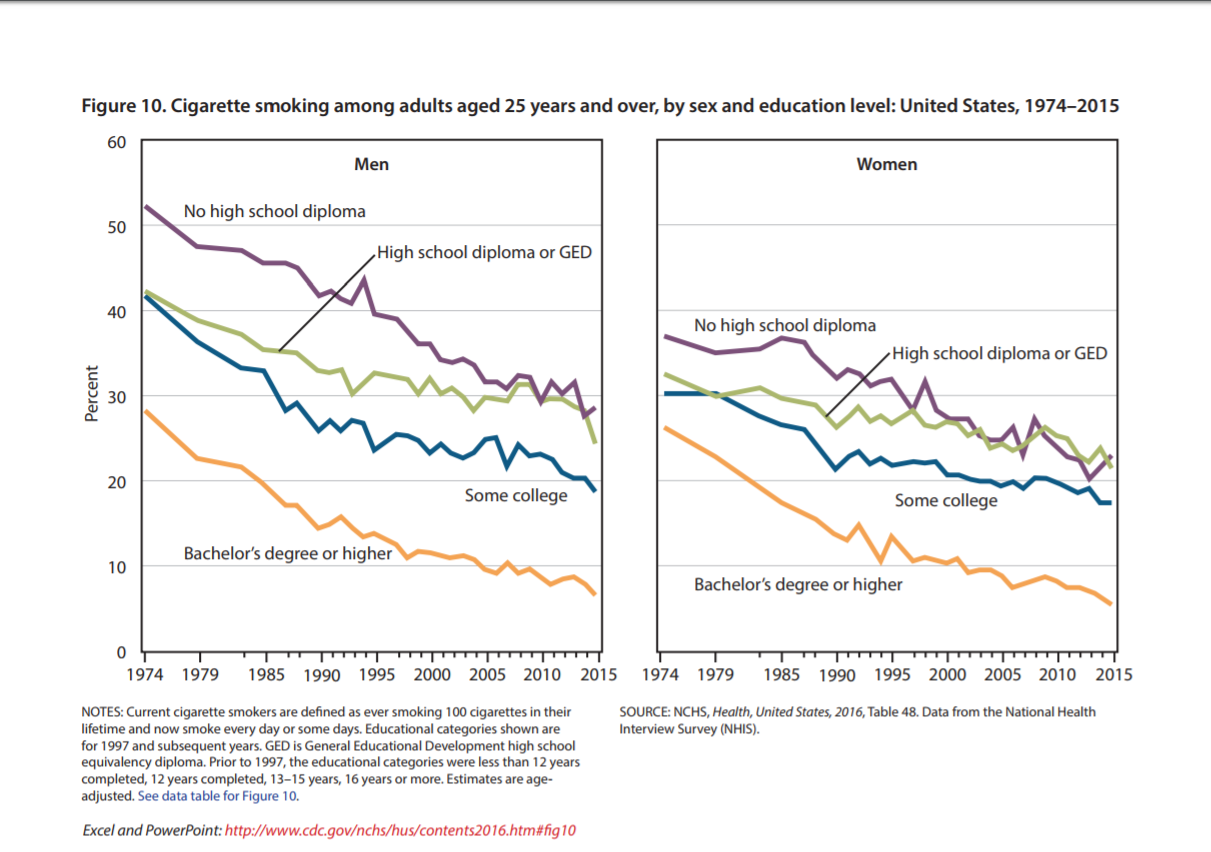 Figure 10. Cigarette smoking among adults aged 25 years and over, by sex and education level: United States, 1974–2015
60
50
40
30
20
10
0
Percent
Men
No high school diploma
High school diploma or GED
Some college
Bachelor's degree or higher
1974 1979 1985 1990 1995 2000 2005 2010 2015
Women
No high school diploma
High school diploma or GED
Some college
Bachelor's degree or higher
1974 1979 1985 1990 1995 2000 2005 2010 2015
NOTES: Current cigarette smokers are defined as ever smoking 100 cigarettes in their
lifetime and now smoke every day or some days. Educational categories shown are
for 1997 and subsequent years. GED is General Educational Development high school
equivalency diploma. Prior to 1997, the educational categories were less than 12 years
completed, 12 years completed, 13–15 years, 16 years or more. Estimates are age-
adjusted. See data table for Figure 10.
SOURCE: NCHS, Health, United States, 2016, Table 48. Data from the National Health
Interview Survey (NHIS).
Excel and PowerPoint: http://www.cdc.gov/nchs/hus/contents2016.htm#fig10